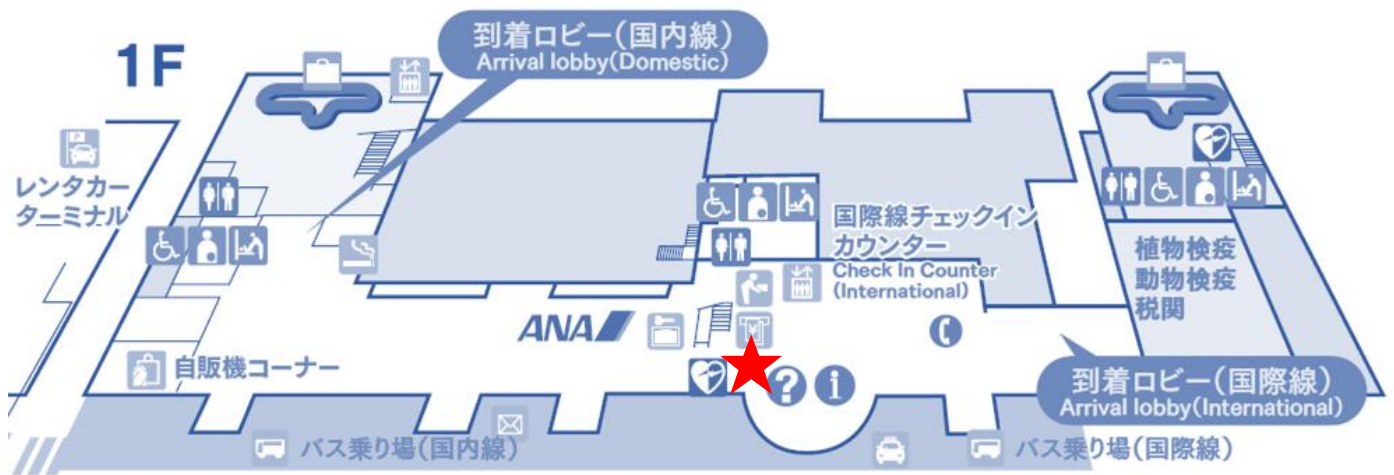 1F
到着ロビー(国内線)
Arrival lobby(Domestic)
レンタカー
ターミナル
国際線チェックイン
カウンター
Check In Counter
(International)
植物検疫
動物検疫
税関
ANA
自販機コーナー
到着ロビー(国際線)
Arrival lobby(International)
バス乗り場(国内線)
バス乗り場(国際線)